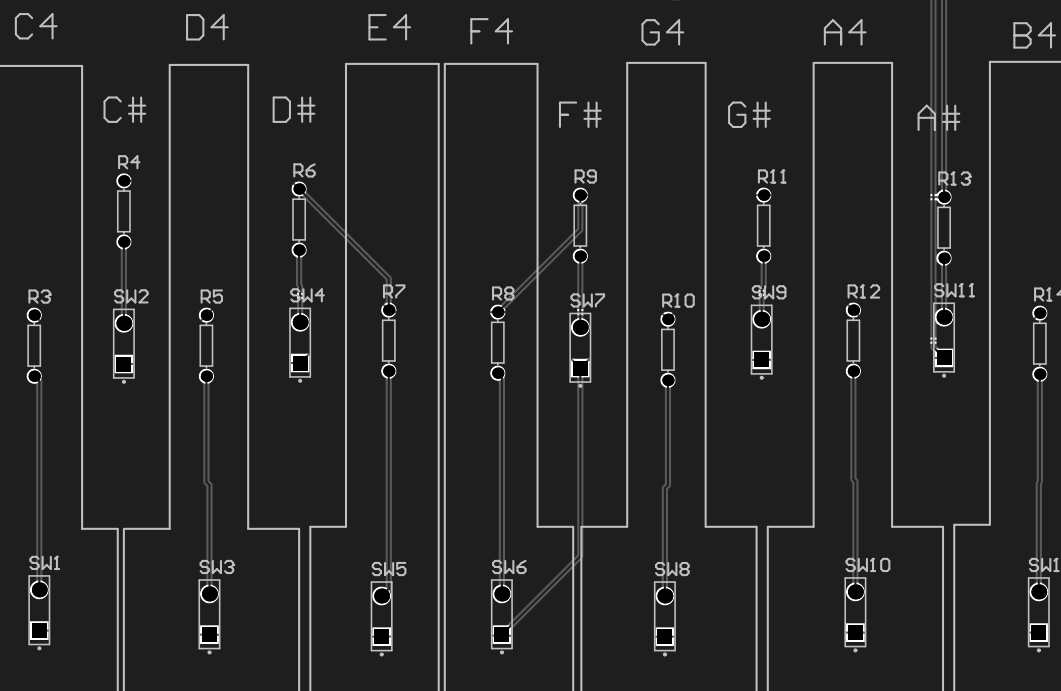 C4 D4 E4 F4 G4 A4 B4
C# D# F# G# A#
R4 R6 R9 R11 R13
R3 SW2 R5 SW4 R7 R8 SW7 R10 SW9 R12 SW11 R14
SW1 SW3 SW5 SW6 SW8 SW10